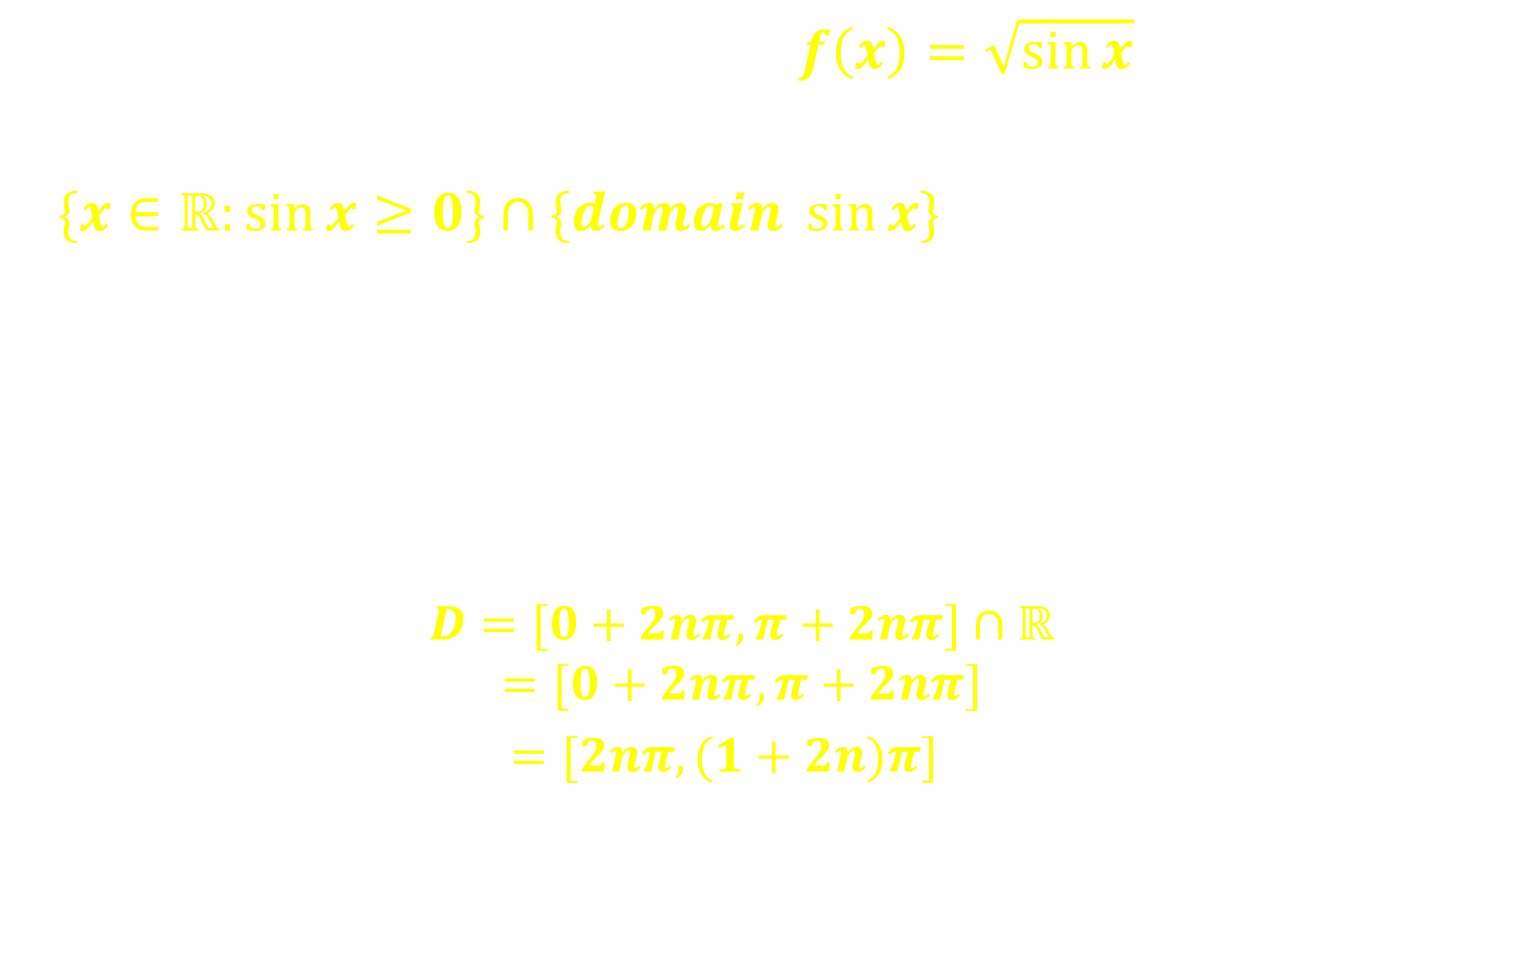 f(x) = √sin x
{x ∈ ℝ: sin x ≥ 0} ∩ {domain sin x}
D = [0 + 2nπ, π + 2nπ] ∩ ℝ
= [0 + 2nπ, π + 2nπ]
= [2nπ, (1 + 2n)π]